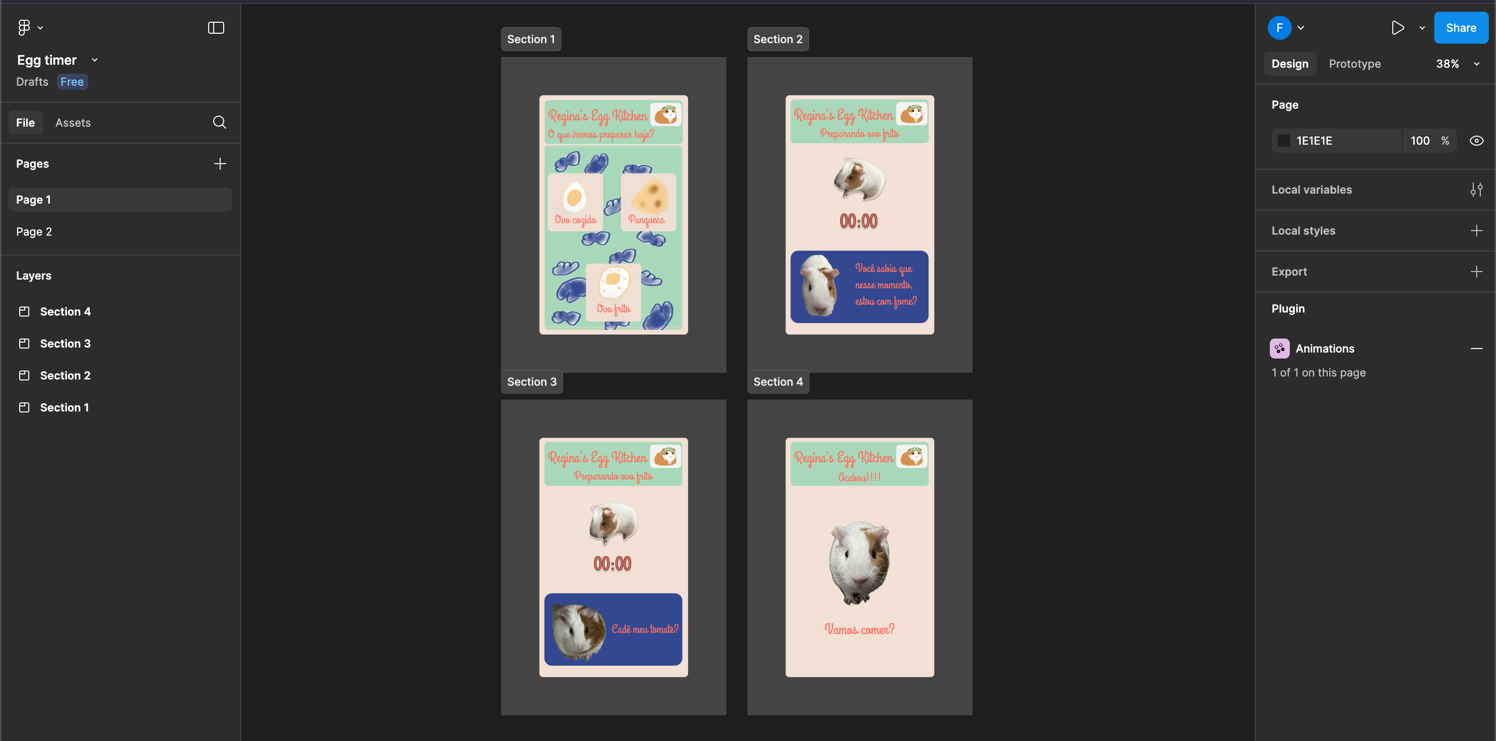 Egg timer
Drafts Free
File Assets
Pages
Page 1
Page 2
Layers
Section 4
Section 3
Section 2
Section 1
Section 1
Regina's Egg Kitchen
O que iremos preparar hoje?
Ovo cozido
Panqueca
Ovo frito
Section 2
Regina's Egg Kitchen
Preparando ovo frito
00:00
Você sabia que
nesse momento,
estou com fome?
Section 3
Regina's Egg Kitchen
Preparando ovo frito
00:00
Cadê meu tomate?
Section 4
Regina's Egg Kitchen
Acabou!!!!
Vamos comer?
F
Share
Design Prototype 38%
Page
1E1E1E 100 %
Local variables
Local styles
Export
Plugin
Animations
1 of 1 on this page